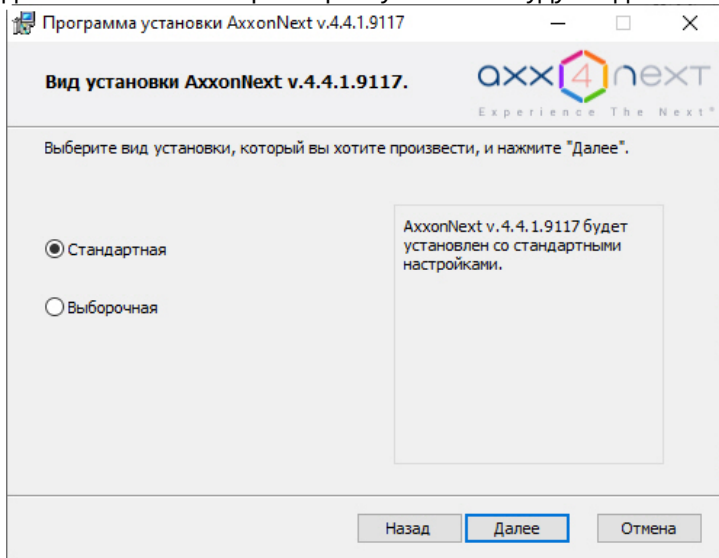 Программа установки AxxonNext v.4.4.1.9117
Вид установки AxxonNext v.4.4.1.9117.
axx4next
Experience The Next
Выберите вид установки, который вы хотите произвести, и нажмите "Далее".
Стандартная
Выборочная
AxxonNext v.4.4.1.9117 будет
установлен со стандартными
настройками.
Назад
Далее
Отмена